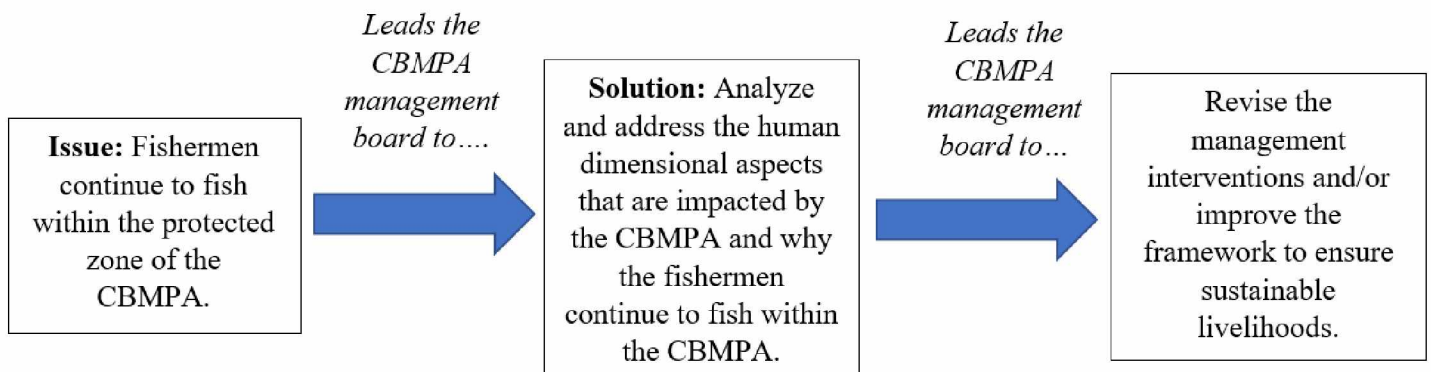 Issue: Fishermen
continue to fish
within the protected
zone of the
CBMPA.
Leads the
CBMPA
management
board to….
Solution: Analyze
and address the human
dimensional aspects
that are impacted by
the CBMPA and why
the fishermen
continue to fish within
the CBMPA.
Leads the
CBMPA
management
board to…
Revise the
management
interventions and/or
improve the
framework to ensure
sustainable
livelihoods.